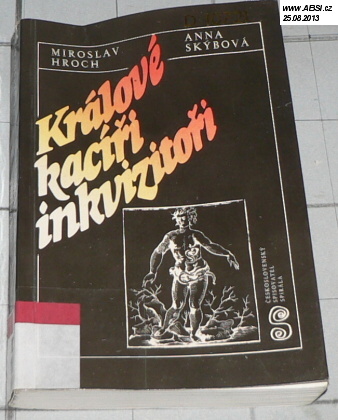 www.ABSI.cz
25.08.2013
MIROSLAV
HROCH
ANNA
SKÝBOVÁ
Králové
kacíři
inkvizitoři
ČESKOSLOVENSKÝ
SPISOVATEL
SPIRÁLA